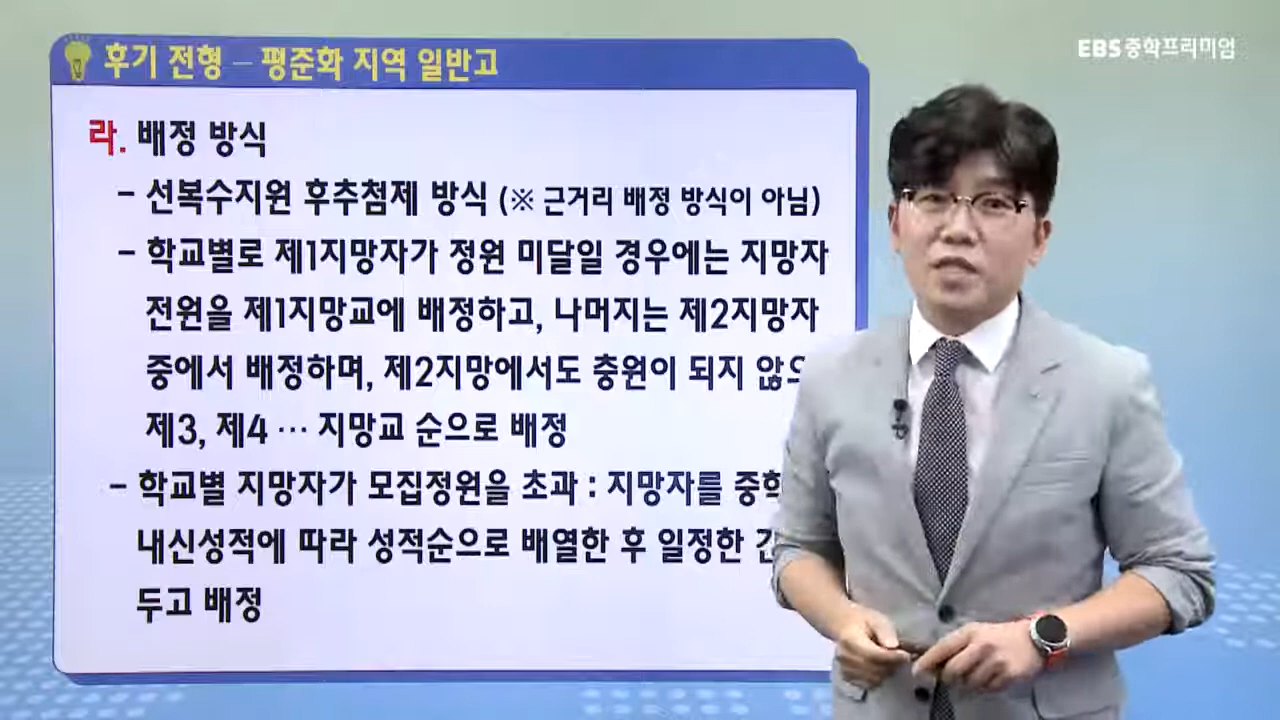 후기 전형 – 평준화 지역 일반고
EBS 중학프리미엄
라. 배정 방식
- 선복수지원 후추첨제 방식 (※ 근거리 배정 방식이 아님)
- 학교별로 제1지망자가 정원 미달일 경우에는 지망자
전원을 제1지망교에 배정하고, 나머지는 제2지망자
중에서 배정하며, 제2지망에서도 충원이 되지 않으
제3, 제4 … 지망교 순으로 배정
- 학교별 지망자가 모집정원을 초과 : 지망자를 중학
내신성적에 따라 성적순으로 배열한 후 일정한
두고 배정